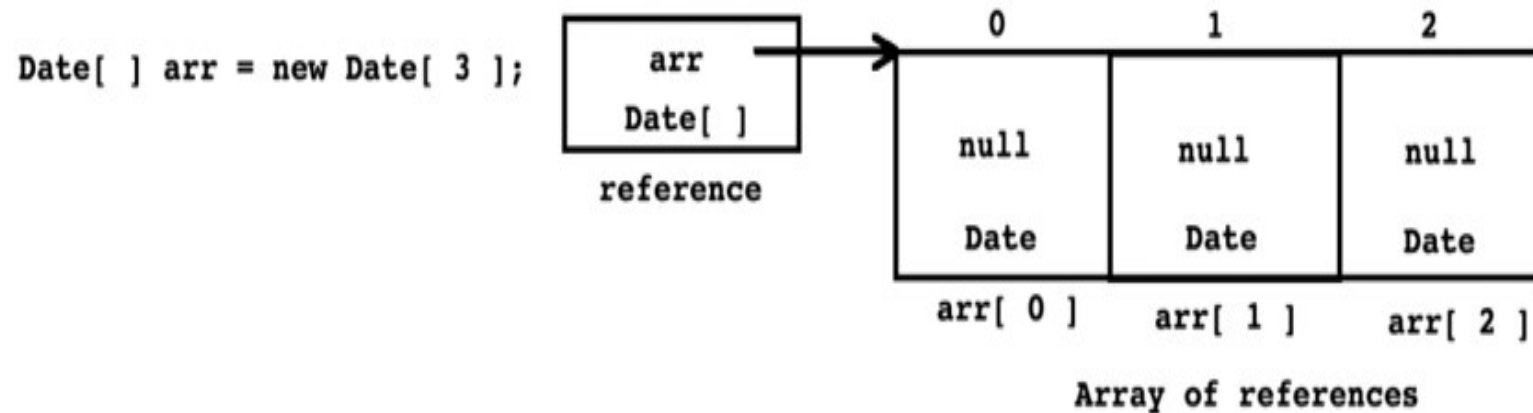 Date[ ] arr = new Date[ 3 ];
arr
Date[ ]
reference
0 1 2
null null null
Date Date Date
arr[ 0 ] arr[ 1 ] arr[ 2 ]
Array of references